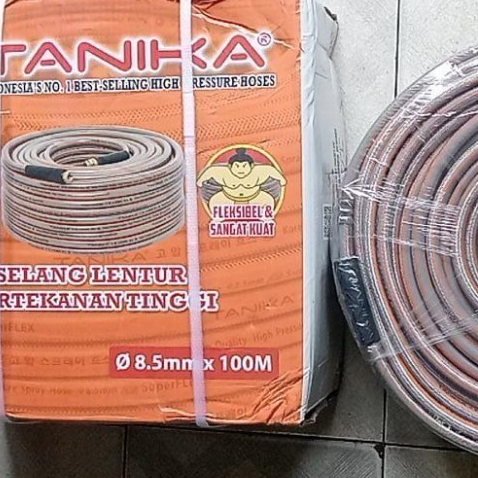 TANIKA®
ONESIA'S NO. 1 BEST-SELLING HIGH PRESSURE HOSES
FLEKSIBEL &
SANGAT KUAT
TANIKA
SELANG LENTUR
RTEKANAN TINGGI
Ø 8.5mm x 100M